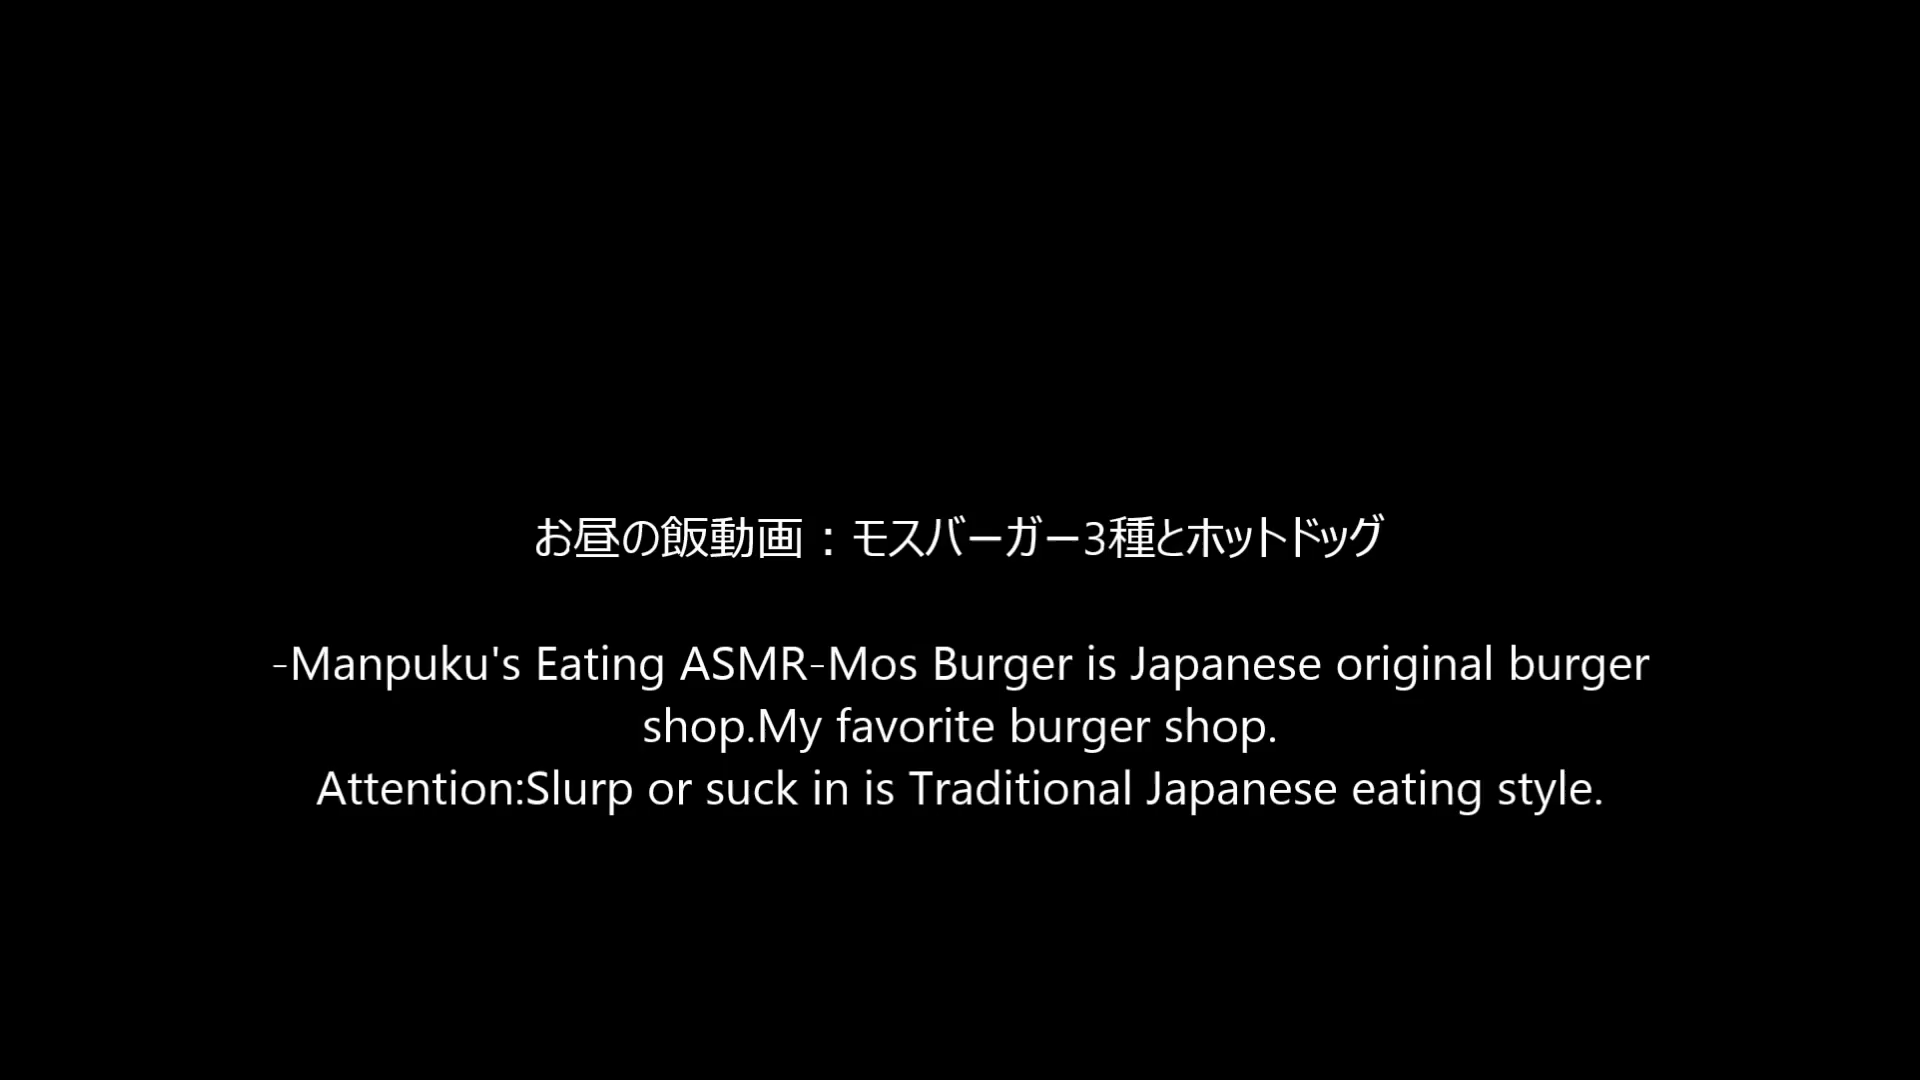 お昼の飯動画：モスバーガー3種とホットドッグ
-Manpuku's Eating ASMR-Mos Burger is Japanese original burger
shop.My favorite burger shop.
Attention:Slurp or suck in is Traditional Japanese eating style.